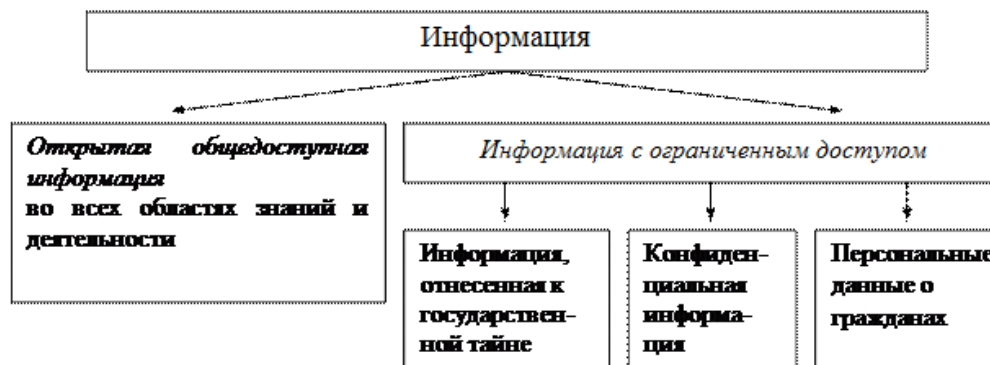 Информация
Открытая общедоступная
информация
во всех областях знаний и
деятельности
Информация с ограниченным доступом
Информация,
отнесенная к
государствен-
ной тайне
Конфиден-
циальная
информа-
ция
Персональные
данные о
гражданах